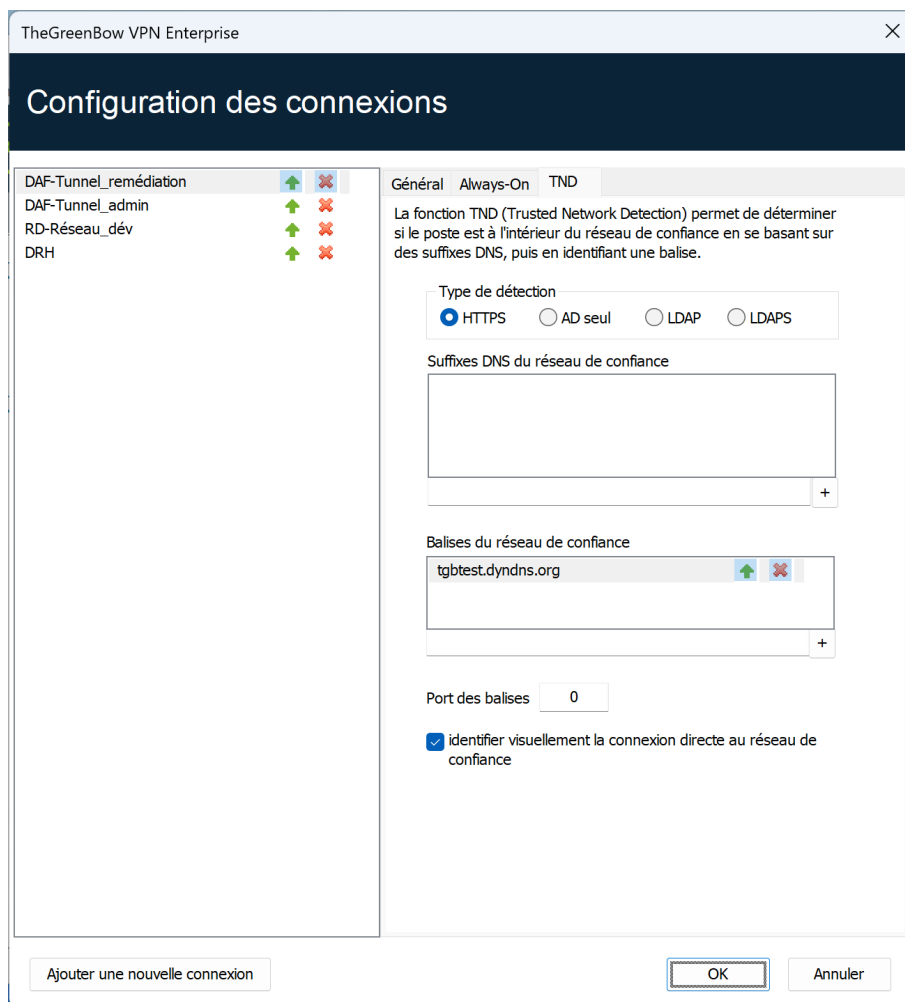 TheGreenBow VPN Enterprise
Configuration des connexions
DAF-Tunnel_remédiation
DAF-Tunnel_admin
RD-Réseau_dév
DRH
Général Always-On TND
La fonction TND (Trusted Network Detection) permet de déterminer
si le poste est à l'intérieur du réseau de confiance en se basant sur
des suffixes DNS, puis en identifiant une balise.
Type de détection
HTTPS AD seul LDAP LDAPS
Suffixes DNS du réseau de confiance
+
Balises du réseau de confiance
tgbtest.dyndns.org
+
Port des balises 0
identifier visuellement la connexion directe au réseau de
confiance
Ajouter une nouvelle connexion OK Annuler